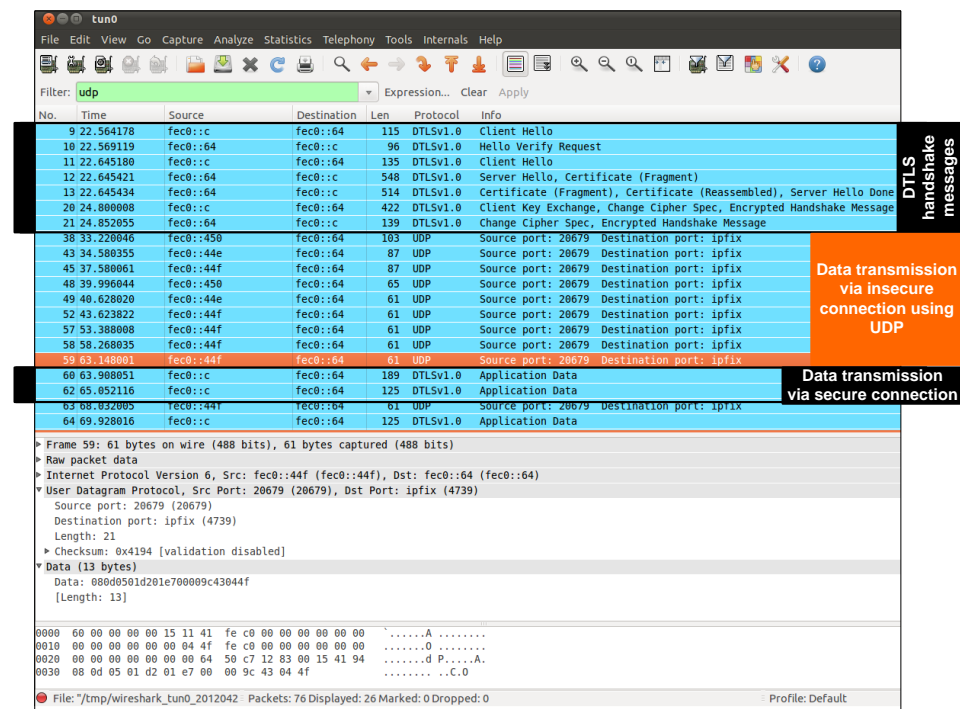 tun0
File Edit View Go Capture Analyze Statistics Telephony Tools Internals Help
Filter: udp Expression... Clear Apply
No. Time Source Destination Len Protocol Info
9 22.564178 fec0::c fec0::64 115 DTLSv1.0 Client Hello
10 22.569119 fec0::64 fec0::c 96 DTLSv1.0 Hello Verify Request
11 22.645180 fec0::c fec0::64 135 DTLSv1.0 Client Hello
12 22.645421 fec0::64 fec0::c 548 DTLSv1.0 Server Hello, Certificate (Fragment)
13 22.645434 fec0::64 fec0::c 514 DTLSv1.0 Certificate (Fragment), Certificate (Reassembled), Server Hello Done
20 24.800008 fec0::c fec0::64 422 DTLSv1.0 Client Key Exchange, Change Cipher Spec, Encrypted Handshake Message
21 24.852055 fec0::64 fec0::c 139 DTLSv1.0 Change Cipher Spec, Encrypted Handshake Message
DTLS
handshake
messages
38 33.220046 fec0::450 fec0::64 103 UDP Source port: 20679 Destination port: ipfix
43 34.580355 fec0::44e fec0::64 87 UDP Source port: 20679 Destination port: ipfix
45 37.580061 fec0::44f fec0::64 87 UDP Source port: 20679 Destination port: ipfix
48 39.996044 fec0::450 fec0::64 65 UDP Source port: 20679 Destination port: ipfix
49 40.628020 fec0::44e fec0::64 61 UDP Source port: 20679 Destination port: ipfix
52 43.623822 fec0::44f fec0::64 61 UDP Source port: 20679 Destination port: ipfix
57 53.388008 fec0::44f fec0::64 61 UDP Source port: 20679 Destination port: ipfix
58 58.268035 fec0::44f fec0::64 61 UDP Source port: 20679 Destination port: ipfix
59 63.148001 fec0::44f fec0::64 61 UDP Source port: 20679 Destination port: ipfix
Data transmission
via insecure
connection using
UDP
60 63.908051 fec0::c fec0::64 189 DTLSv1.0 Application Data
62 65.052116 fec0::c fec0::64 125 DTLSv1.0 Application Data
Data transmission
via secure connection
63 68.032005 fec0::44f fec0::64 61 UDP Source port: 20679 Destination port: ipfix
64 69.928016 fec0::c fec0::64 125 DTLSv1.0 Application Data
Frame 59: 61 bytes on wire (488 bits), 61 bytes captured (488 bits)
Raw packet data
Internet Protocol Version 6, Src: fec0::44f (fec0::44f), Dst: fec0::64 (fec0::64)
User Datagram Protocol, Src Port: 20679 (20679), Dst Port: ipfix (4739)
Source port: 20679 (20679)
Destination port: ipfix (4739)
Length: 21
Checksum: 0x4194 [validation disabled]
Data (13 bytes)
Data: 080d0501d201e700009c43044f
[Length: 13]
0000 60 00 00 00 00 15 11 41 fe c0 00 00 00 00 00 00 `......A ........
0010 00 00 00 00 00 00 04 4f fe c0 00 00 00 00 00 00 .......O ........
0020 00 00 00 00 00 00 00 64 50 c7 12 83 00 15 41 94 .......d P.....A.
0030 08 0d 05 01 d2 01 e7 00 00 9c 43 04 4f ........ ..C.O
File: "/tmp/wireshark_tun0_2012042 Packets: 76 Displayed: 26 Marked: 0 Dropped: 0 Profile: Default